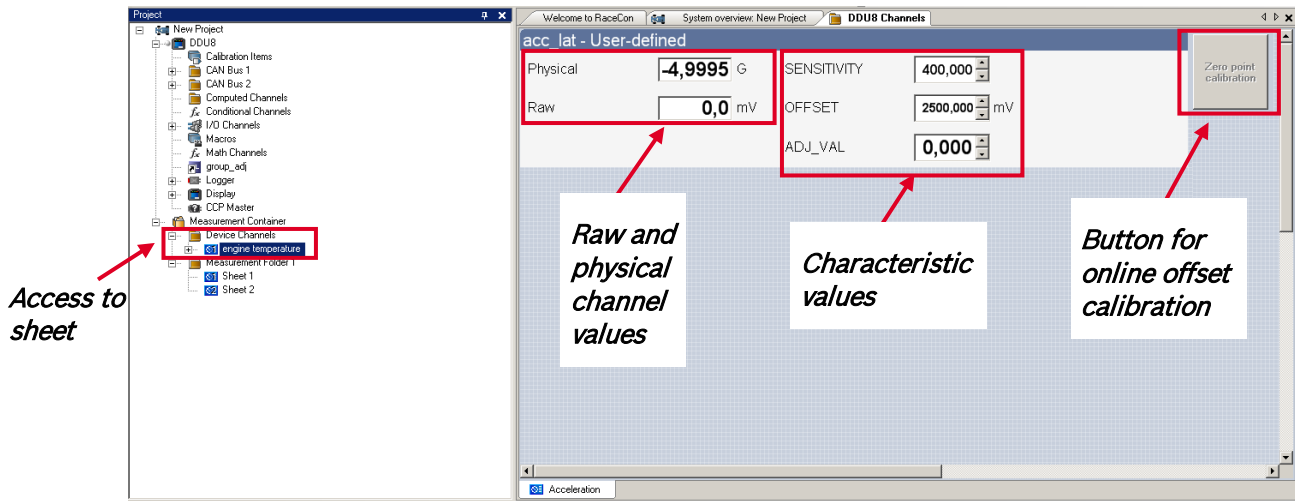 Project
New Project
DDU8
Calibration Items
CAN Bus 1
CAN Bus 2
Computed Channels
Conditional Channels
I/O Channels
Macros
Math Channels
group_adj
Logger
Display
CCP Master
Measurement Container
Device Channels
engine temperature
Measurement Folder 1
Sheet 1
Sheet 2
Access to
sheet
Welcome to RaceCon
System overview: New Project
DDU8 Channels
acc_lat - User-defined
Physical -4,9995 G
Raw 0,0 mV
SENSITIVITY 400,000
OFFSET 2500,000 mV
ADJ_VAL 0,000
Zero point
calibration
Raw and
physical
channel
values
Characteristic
values
Button for
online offset
calibration
Acceleration